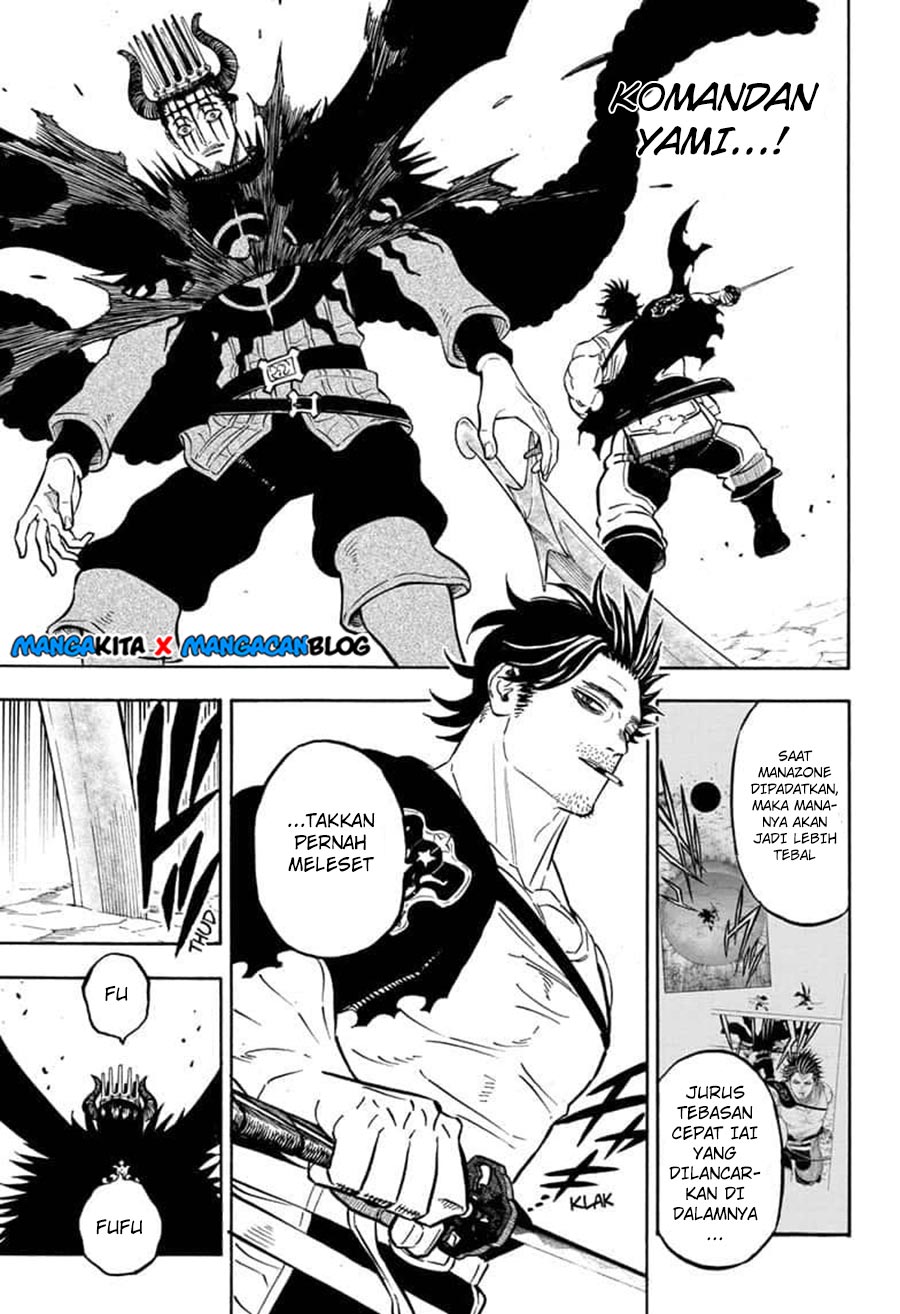 KOMANDAN
YAMI...!
MANGAKITA X MANGACANBLOG
SAAT
MANAZONE
DIPADATKAN,
MAKA MANA-
NYA AKAN
JADI LEBIH
TEBAL
JURUS
TEBASAN
CEPAT IAI
YANG
DILANCAR-
KAN DI
DALAMNYA
...
...TAKKAN
PERNAH
MELESET
KLAK
THUD
FU
FUFU